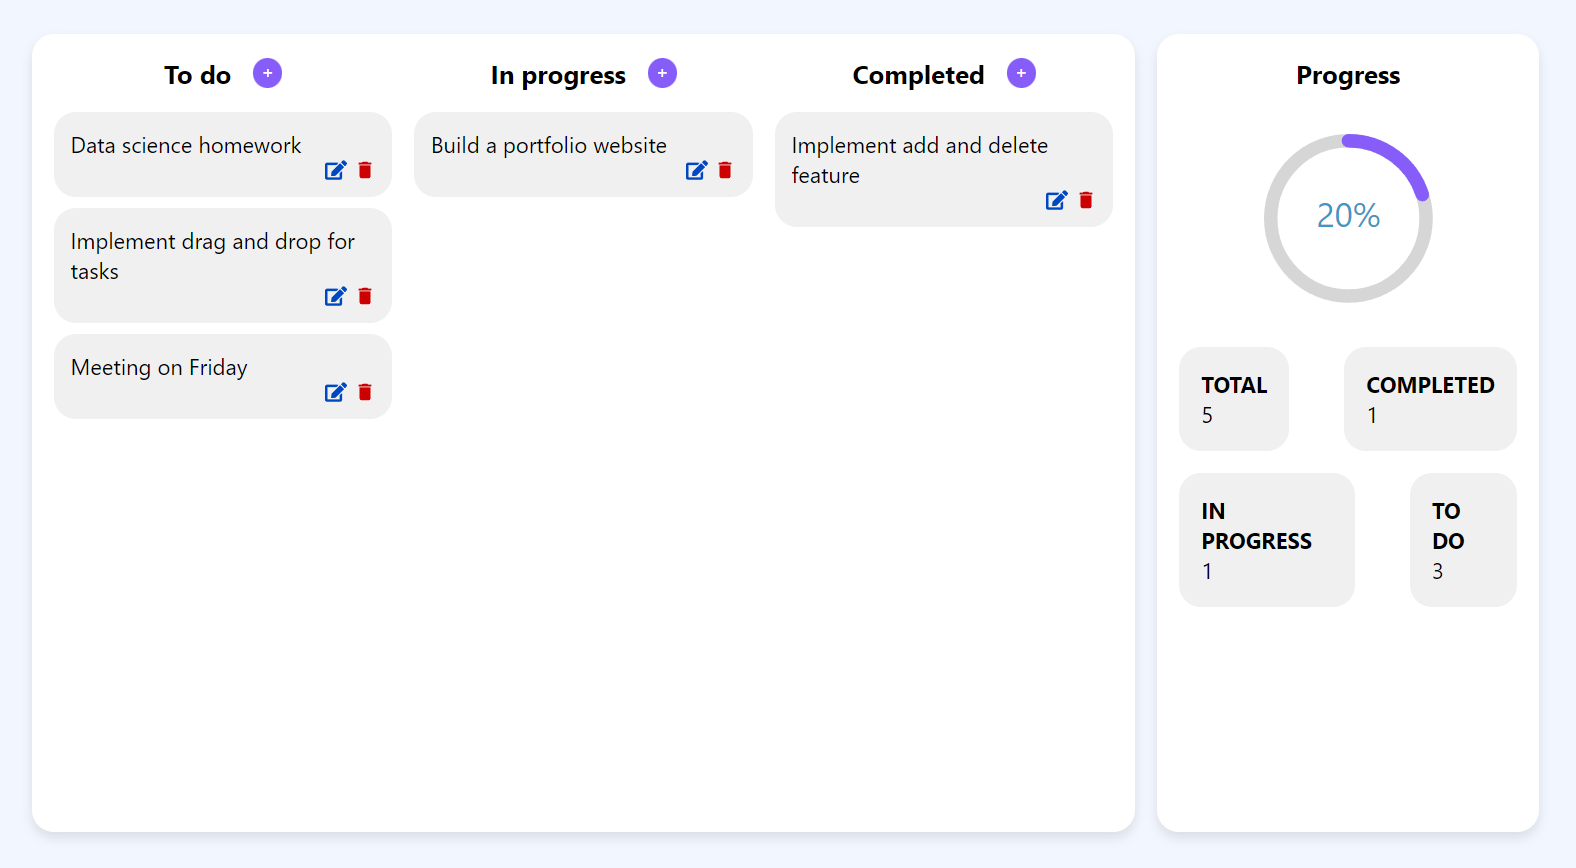 To do +
Data science homework
Implement drag and drop for
tasks
Meeting on Friday
In progress +
Build a portfolio website
Completed +
Implement add and delete
feature
Progress
20%
TOTAL
5
COMPLETED
1
IN
PROGRESS
1
TO
DO
3